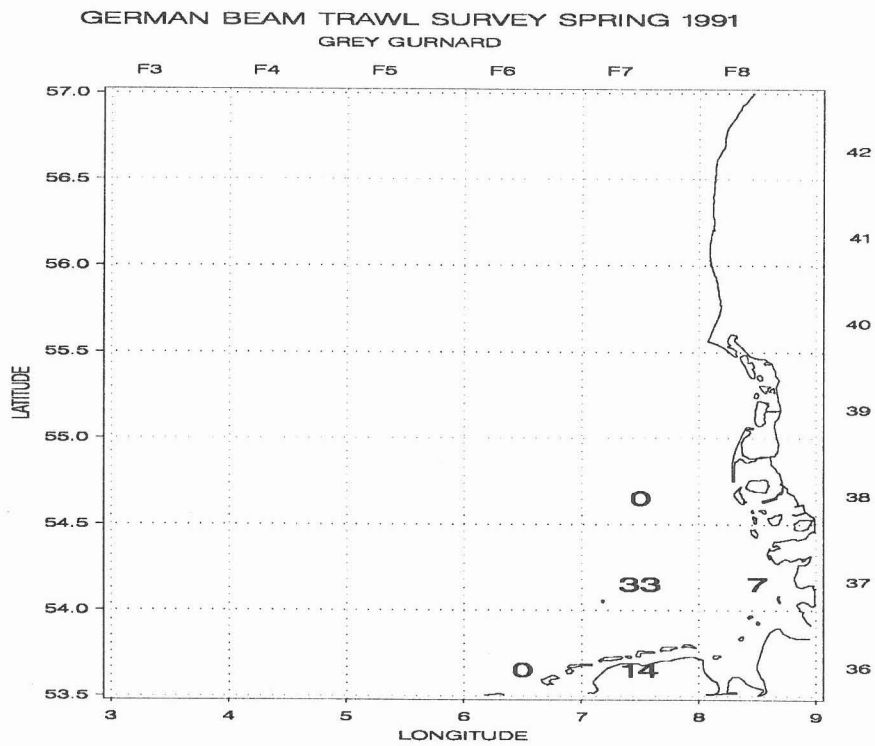 GERMAN BEAM TRAWL SURVEY SPRING 1991
GREY GURNARD
F3 F4 F5 F6 F7 F8
57.0
42
56.5
41
56.0
40
55.5
39
55.0
0 38
54.5
33 7 37
54.0
0 14 36
53.5
3 4 5 6 7 8 9
LATITUDE
LONGITUDE